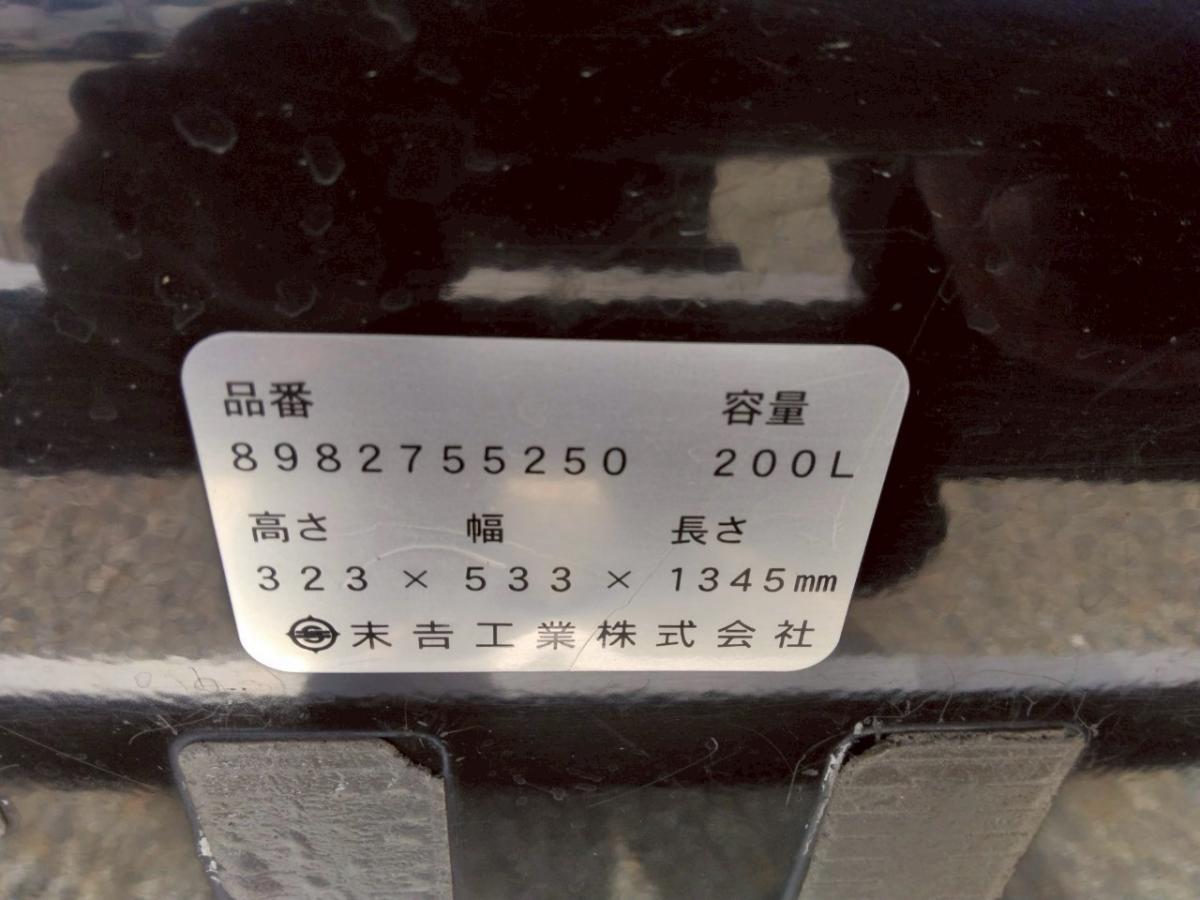 品番 容量
8982755250 200L
高さ 幅 長さ
323 × 533 × 1345mm
末吉工業株式会社